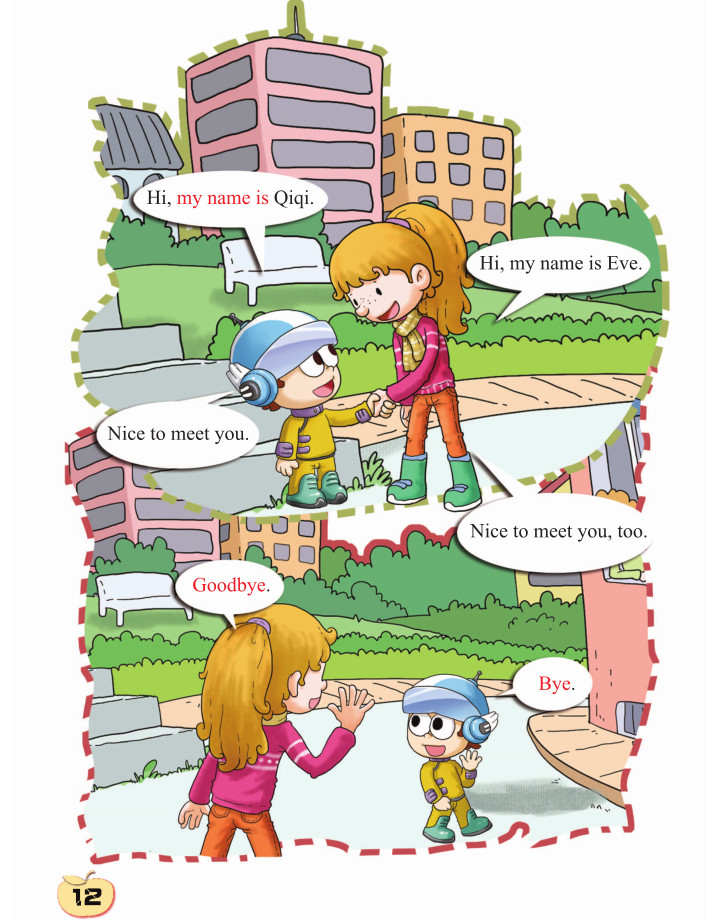 Hi, my name is Qiqi.
Hi, my name is Eve.
Nice to meet you.
Nice to meet you, too.
Goodbye.
Bye.
12